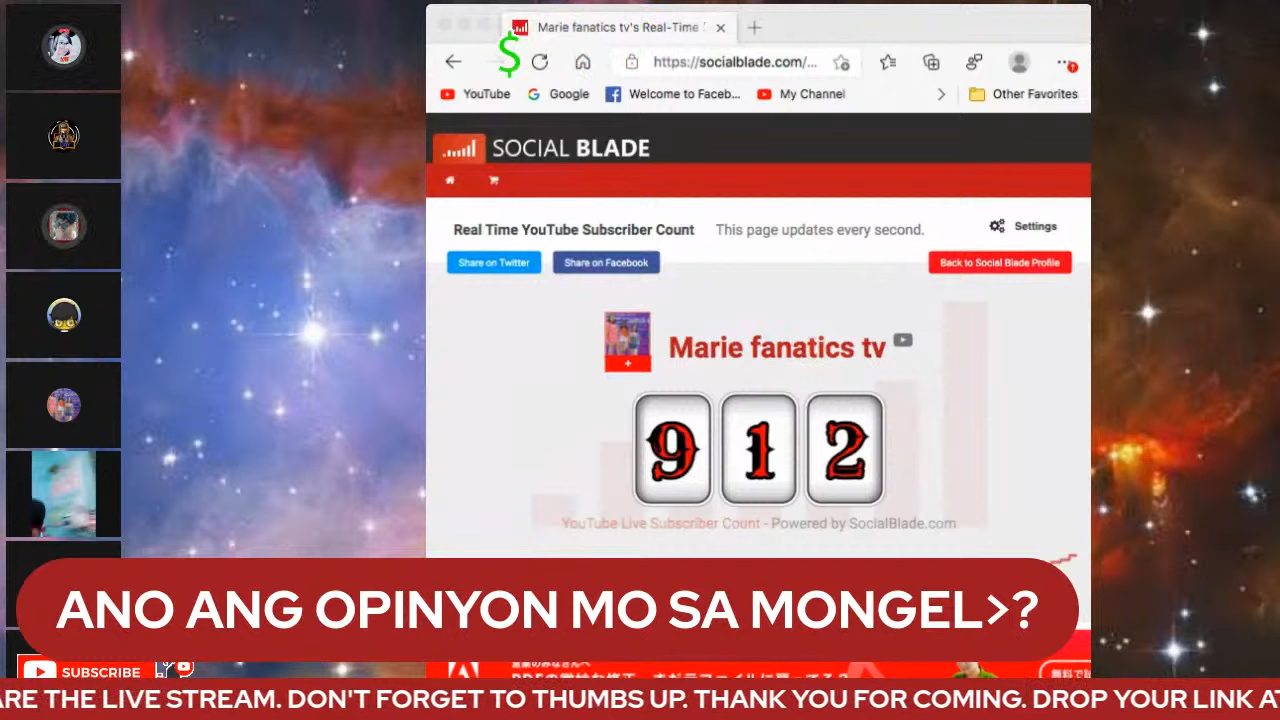 Marie fanatics tv's Real-Time
$
https://socialblade.com/...
YouTube
Google
Welcome to Faceb...
My Channel
Other Favorites
SOCIAL BLADE
Real Time YouTube Subscriber Count
This page updates every second.
Settings
Share on Twitter
Share on Facebook
Back to Social Blade Profile
Marie fanatics tv
912
YouTube Live Subscriber Count - Powered by SocialBlade.com
ANO ANG OPINYON MO SA MONGEL>?
SUBSCRIBE
ARE THE LIVE STREAM. DON'T FORGET TO THUMBS UP. THANK YOU FOR COMING. DROP YOUR LINK AT